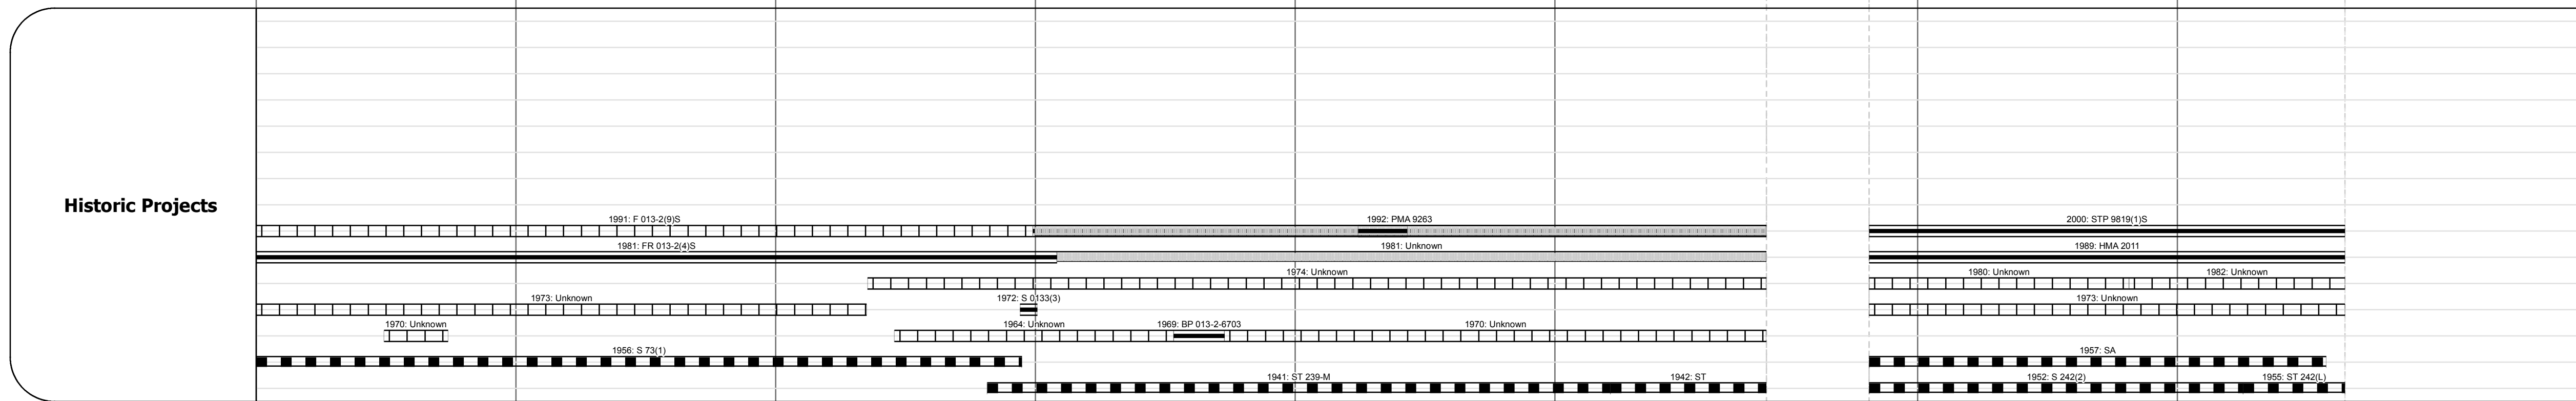 Historic Projects
1991: F 013-2(9)S
1992: PMA 9263
2000: STP 9819(1)S
1981: FR 013-2(4)S
1981: Unknown
1989: HMA 2011
1974: Unknown
1980: Unknown
1982: Unknown
1973: Unknown
1972: S 0133(3)
1973: Unknown
1970: Unknown
1964: Unknown
1969: BP 013-2-6703
1970: Unknown
1956: S 73(1)
1957: SA
1941: ST 239-M
1942: ST
1952: S 242(2)
1955: ST 242(L)